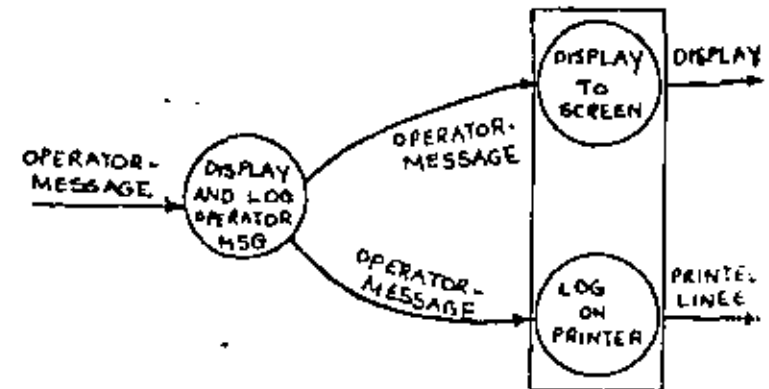 OPERATOR-
MESSAGE
DISPLAY
AND LOG
OPERATOR
MSG
OPERATOR-
MESSAGE
OPERATOR-
MESSAGE
DISPLAY
TO
SCREEN
DISPLAY
LOG
ON
PRINTER